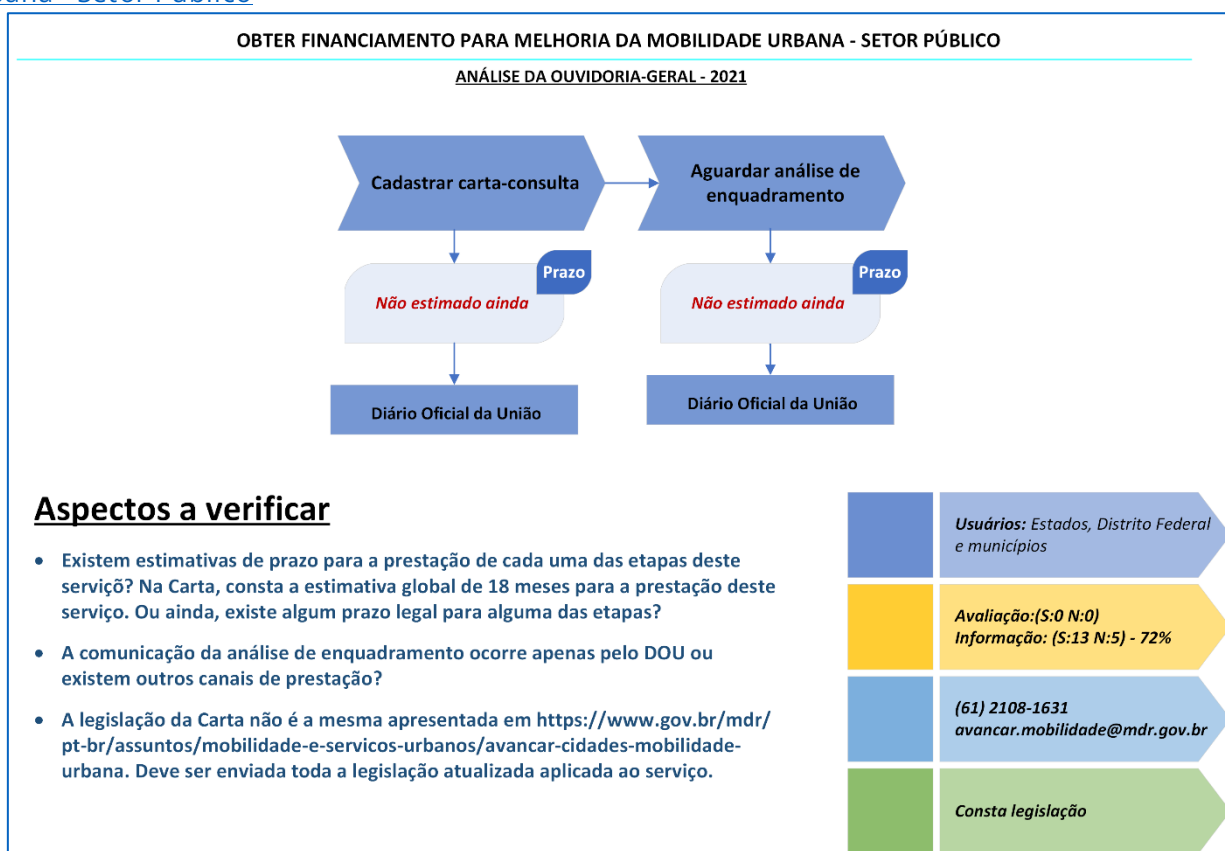 OBTER FINANCIAMENTO PARA MELHORIA DA MOBILIDADE URBANA - SETOR PÚBLICO
ANÁLISE DA OUVIDORIA-GERAL - 2021
Cadastrar carta-consulta
Aguardar análise de
enquadramento
Prazo
Não estimado ainda
Prazo
Não estimado ainda
Diário Oficial da União
Diário Oficial da União
Aspectos a verificar
• Existem estimativas de prazo para a prestação de cada uma das etapas deste
serviçõ? Na Carta, consta a estimativa global de 18 meses para a prestação deste
serviço. Ou ainda, existe algum prazo legal para alguma das etapas?
• A comunicação da análise de enquadramento ocorre apenas pelo DOU ou
existem outros canais de prestação?
• A legislação da Carta não é a mesma apresentada em https://www.gov.br/mdr/
pt-br/assuntos/mobilidade-e-servicos-urbanos/avancar-cidades-mobilidade-
urbana. Deve ser enviada toda a legislação atualizada aplicada ao serviço.
Usuários: Estados, Distrito Federal
e municípios
Avaliação:(S:0 N:0)
Informação: (S:13 N:5) - 72%
(61) 2108-1631
avancar.mobilidade@mdr.gov.br
Consta legislação